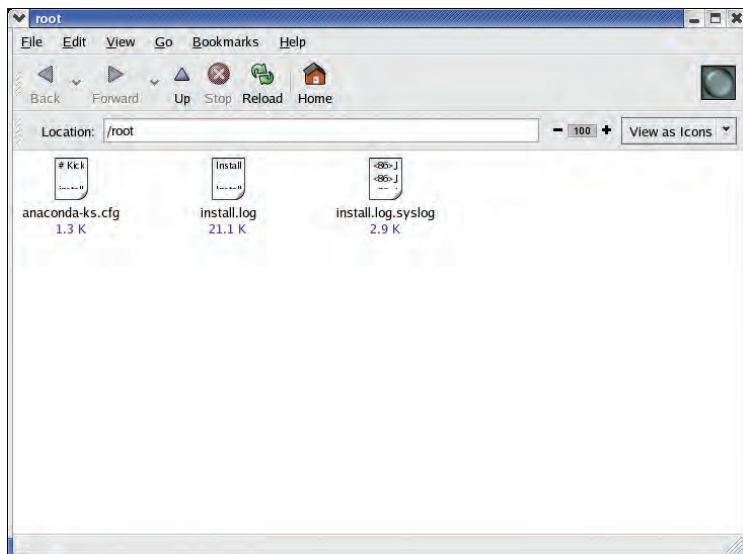 root
File Edit View Go Bookmarks Help
Back Forward Up Stop Reload Home
Location: /root 100 View as Icons
# Kick
install
Install
<86>J
<86>J
anaconda-ks.cfg
1.3 K
install.log
21.1 K
install.log.syslog
2.9 K